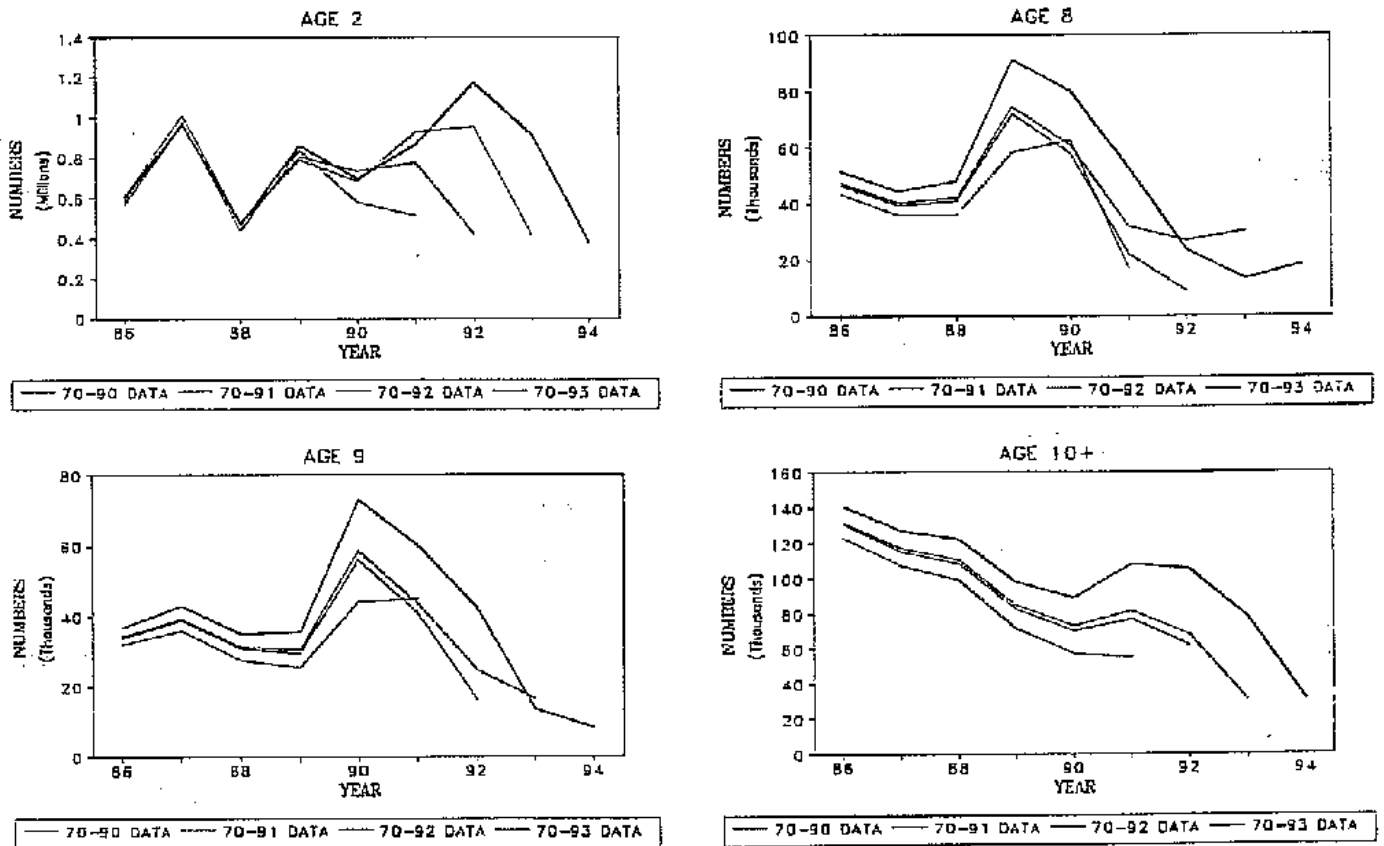 AGE 2
1.4
1.2
1
0.8
0.6
0.4
0.2
0
NUMBERS
(Millions)
86 88 90 92 94
YEAR
70-90 DATA 70-91 DATA 70-92 DATA 70-93 DATA
AGE 8
100
80
60
40
20
0
NUMBERS
(Thousands)
86 88 90 92 94
YEAR
70-90 DATA 70-91 DATA 70-92 DATA 70-93 DATA
AGE 9
80
60
40
20
0
NUMBERS
(Thousands)
86 88 90 92 94
YEAR
70-90 DATA 70-91 DATA 70-92 DATA 70-93 DATA
AGE 10+
160
140
120
100
80
60
40
20
0
NUMBERS
(Thousands)
86 88 90 92 94
YEAR
70-90 DATA 70-91 DATA 70-92 DATA 70-93 DATA